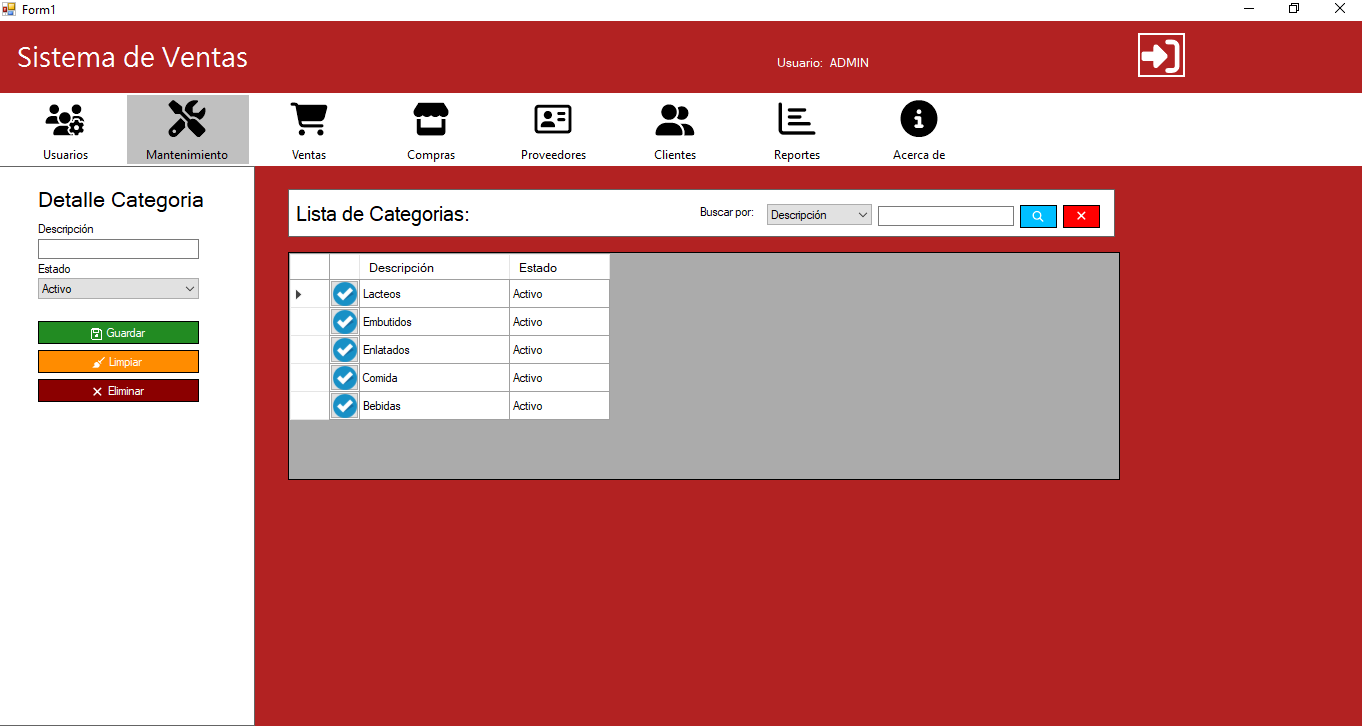 Form1
Sistema de Ventas
Usuario: ADMIN
Usuarios
Mantenimiento
Ventas
Compras
Proveedores
Clientes
Reportes
Acerca de
Detalle Categoria
Descripción
Estado
Activo
Guardar
Limpiar
Eliminar
Lista de Categorias:
Buscar por:
Descripción
Descripción Estado
Lacteos Activo
Embutidos Activo
Enlatados Activo
Comida Activo
Bebidas Activo